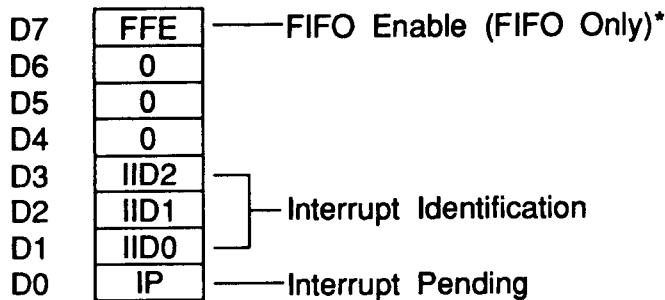 D7 FFE FIFO Enable (FIFO Only)*
D6 0
D5 0
D4 0
D3 IID2
D2 IID1 Interrupt Identification
D1 IID0
D0 IP Interrupt Pending